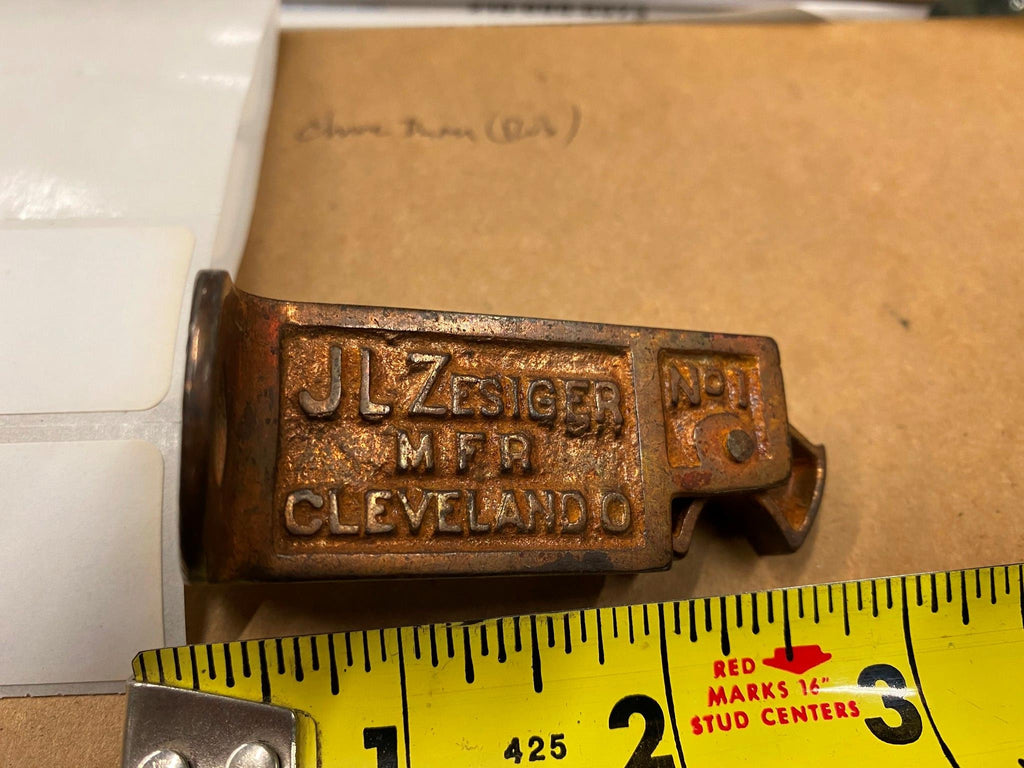 JL ZESIGER
MFR
CLEVELAND O
No 1
RED
MARKS 16"
STUD CENTERS
1
425
2
3